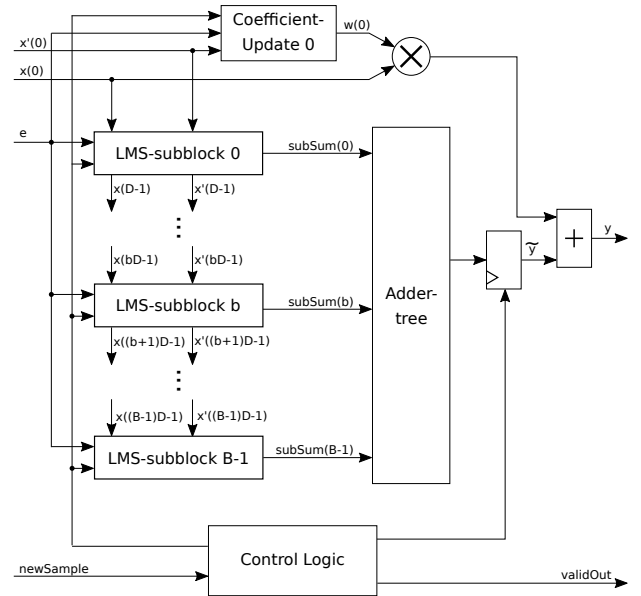 Coefficient-
Update 0
w(0)
x'(0)
x(0)
e
LMS-subblock 0
subSum(0)
x(D-1)
x'(D-1)
x(bD-1)
x'(bD-1)
LMS-subblock b
subSum(b)
x((b+1)D-1)
x'((b+1)D-1)
x((B-1)D-1)
x'((B-1)D-1)
LMS-subblock B-1
subSum(B-1)
Adder-
tree
ỹ
+
y
Control Logic
newSample
validOut